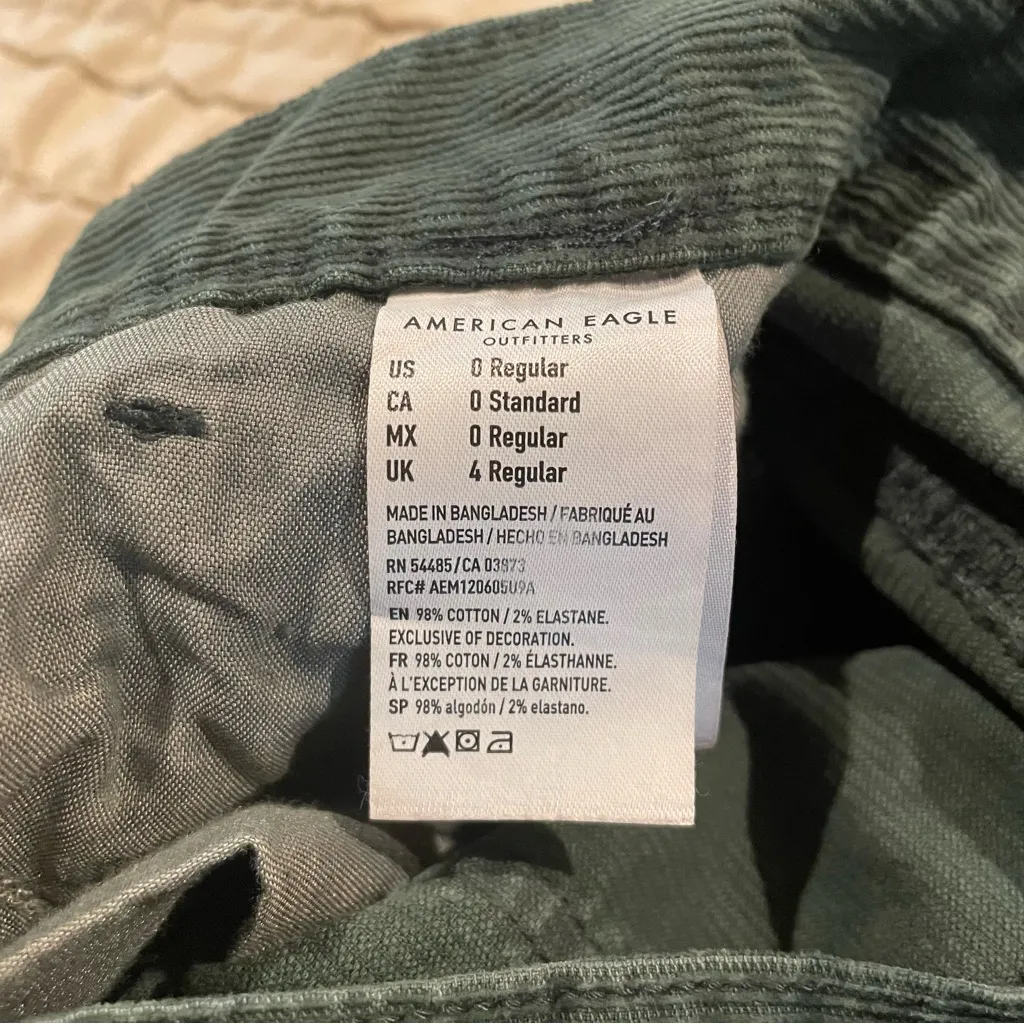 AMERICAN EAGLE
OUTFITTERS
US 0 Regular
CA 0 Standard
MX 0 Regular
UK 4 Regular
MADE IN BANGLADESH / FABRIQUÉ AU
BANGLADESH / HECHO EN BANGLADESH
RN 54485/CA 03873
RFC# AEM120605U9A
EN 98% COTTON / 2% ELASTANE.
EXCLUSIVE OF DECORATION.
FR 98% COTON / 2% ÉLASTHANNE.
À L'EXCEPTION DE LA GARNITURE.
SP 98% algodón / 2% elastano.